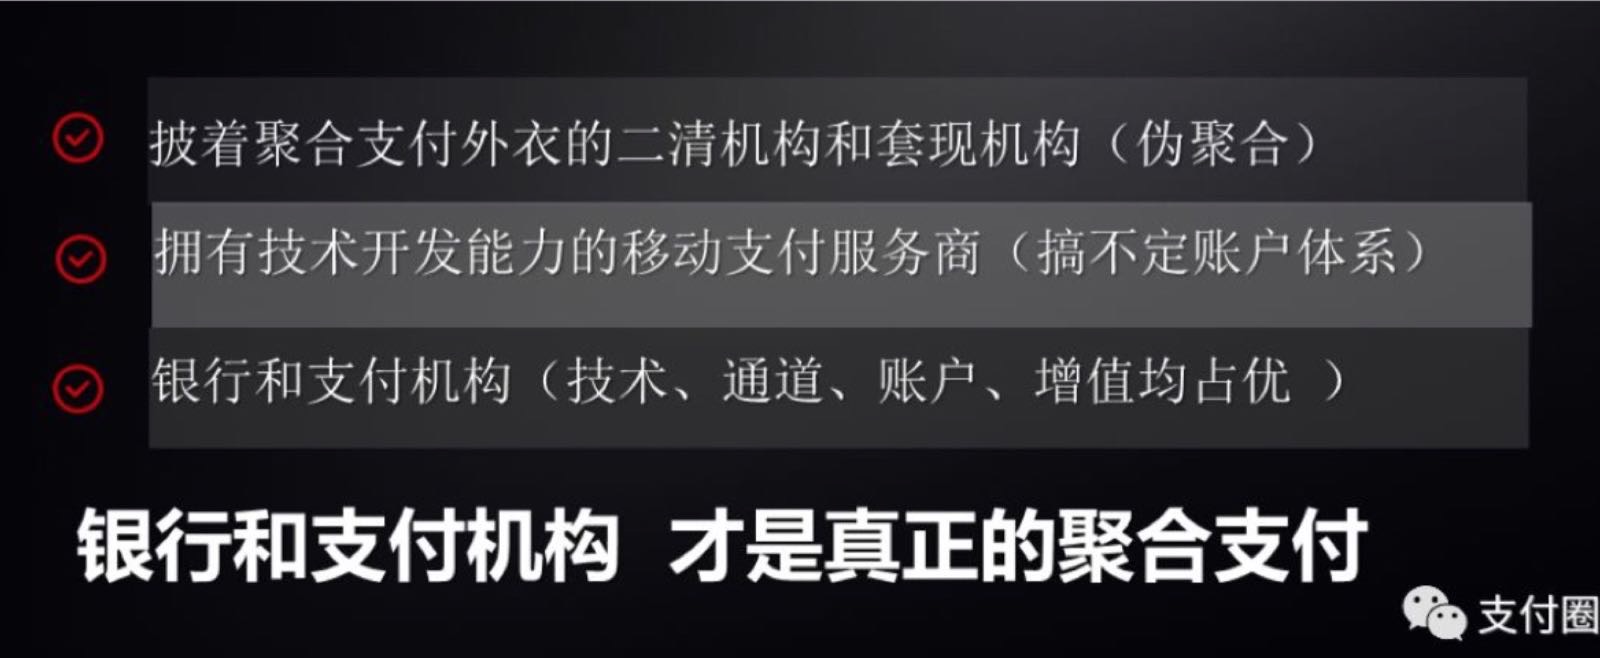 披着聚合支付外衣的二清机构和套现机构（伪聚合）
拥有技术开发能力的移动支付服务商（搞不定账户体系）
银行和支付机构（技术、通道、账户、增值均占优 ）
银行和支付机构 才是真正的聚合支付
支付圈